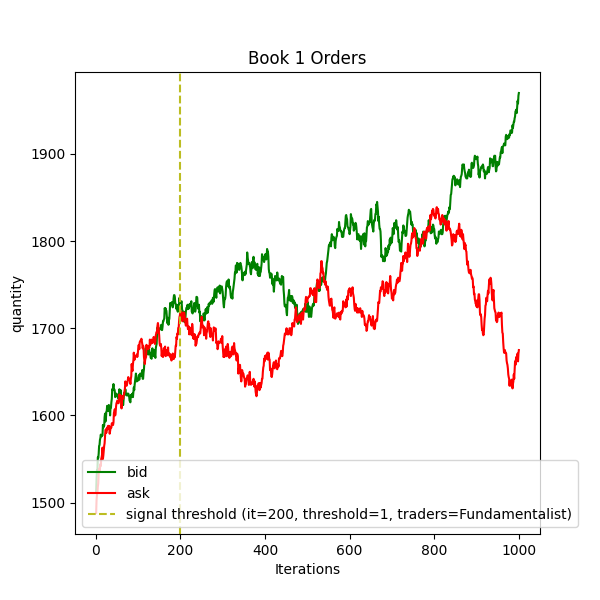 Book 1 Orders
quantity
1900
1800
1700
1600
1500
bid
ask
signal threshold (it=200, threshold=1, traders=Fundamentalist)
0 200 400 600 800 1000
Iterations